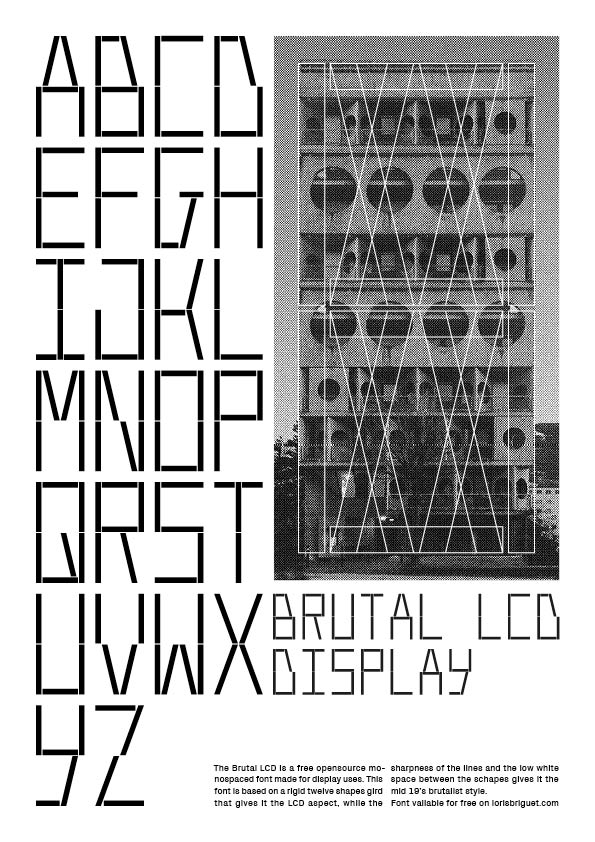 ABCD
EFGH
IJKL
MNOP
QRST
UVWX
YZ
BRUTAL LCD
DISPLAY
The Brutal LCD is a free opensource mo-
nospaced font made for display uses. This
font is based on a rigid twelve shapes gird
that gives it the LCD aspect, while the
sharpness of the lines and the low white
space between the schapes gives it the
mid 19's brutalist style.
Font vailable for free on lorisbriguet.com